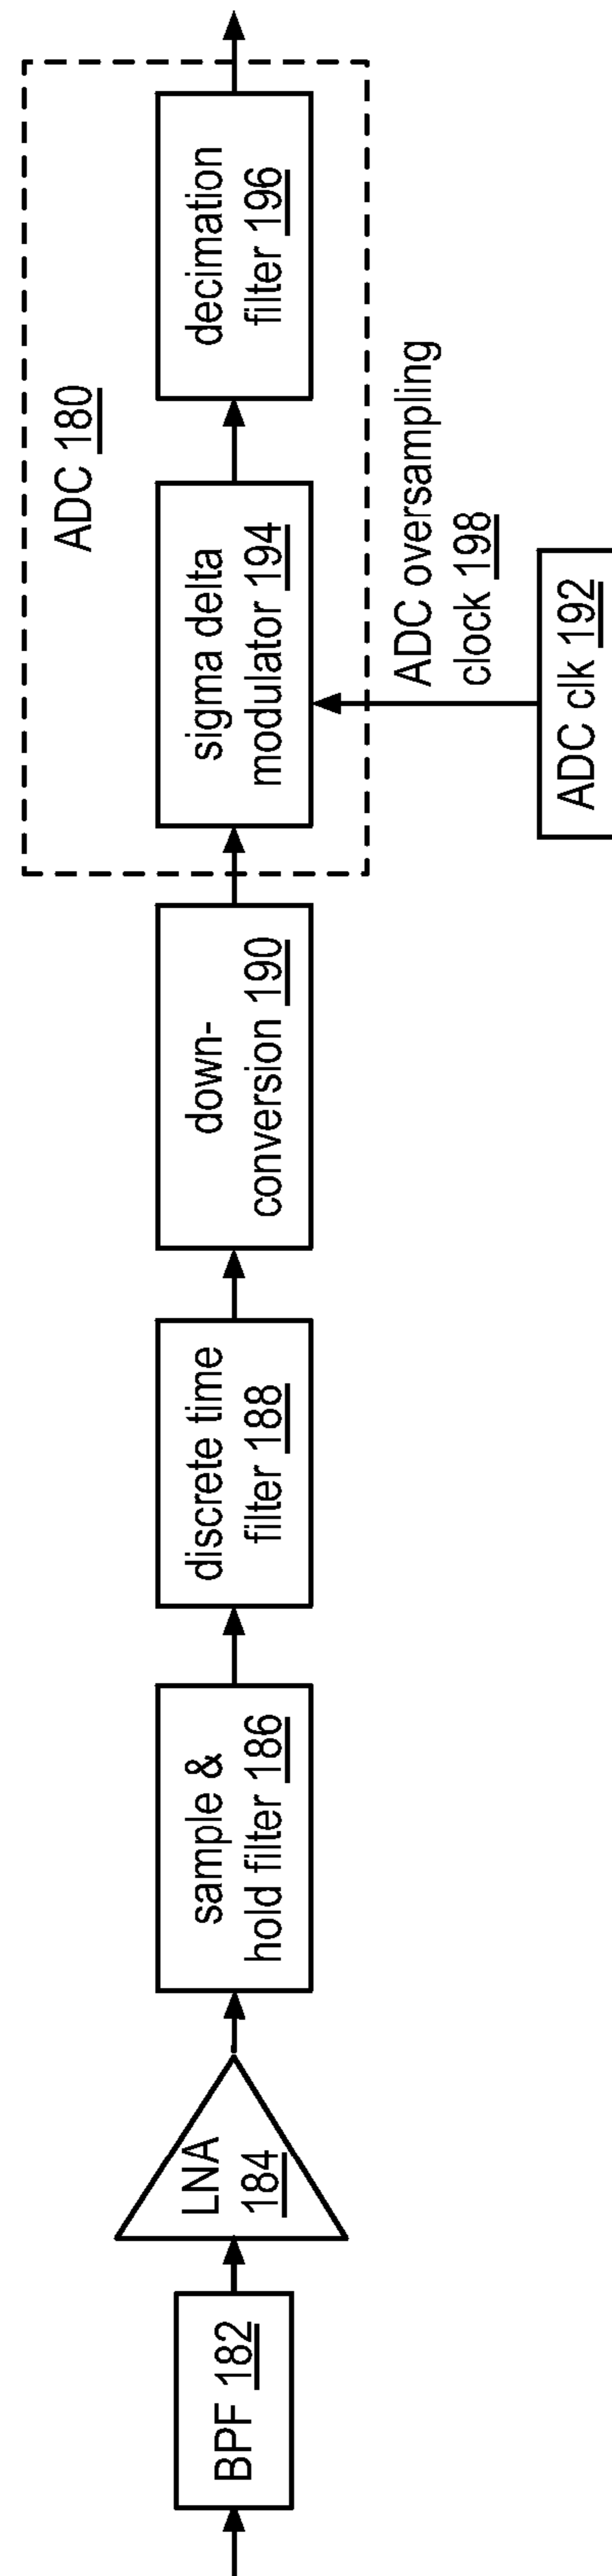 BPF 182
LNA
184
sample &
hold filter 186
discrete time
filter 188
down-
conversion 190
ADC 180
sigma delta
modulator 194
decimation
filter 196
ADC oversampling
clock 198
ADC clk 192